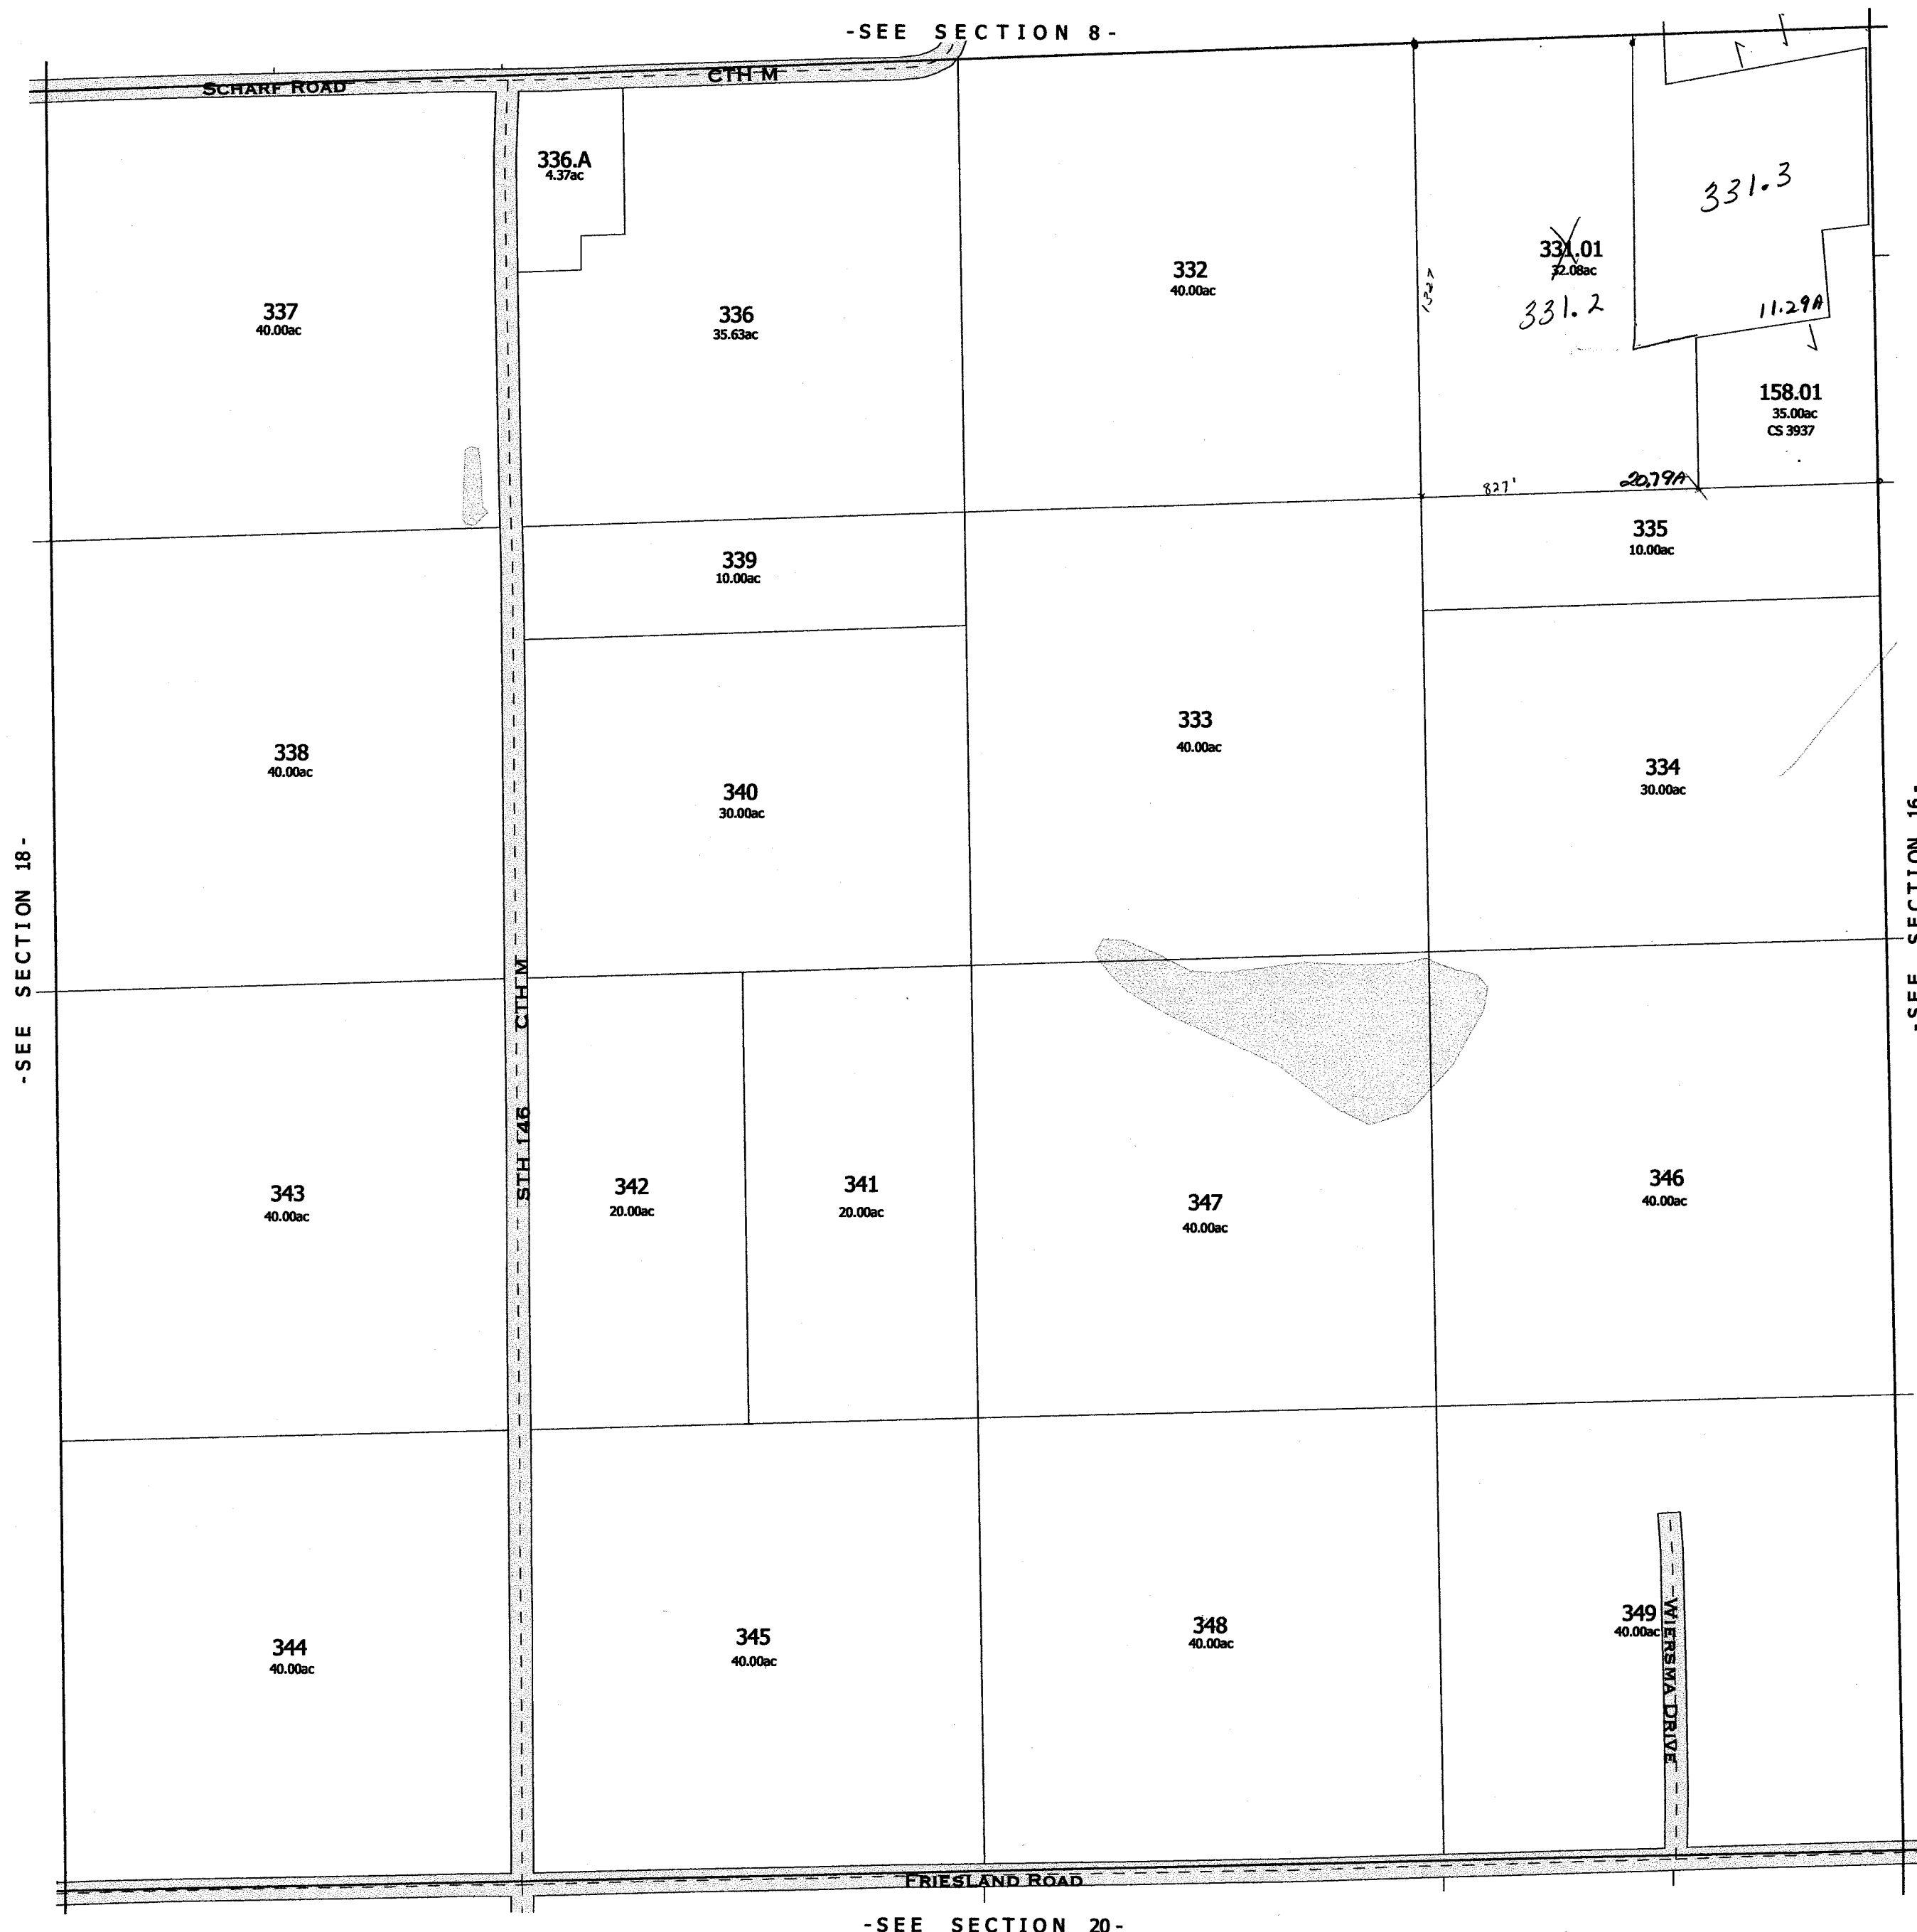 -SEE SECTION 8-
SCHARF ROAD
CTH M
336.A
4.37ac
331.3
331.01
32.08ac
331.2
11.29A
332
40.00ac
1327
337
40.00ac
336
35.63ac
158.01
35.00ac
CS 3937
827'
20.79A
335
10.00ac
339
10.00ac
333
40.00ac
338
40.00ac
334
30.00ac
340
30.00ac
-SEE SECTION 18-
-SEE SECTION 16-
CTH M
STH 146
343
40.00ac
342
20.00ac
341
20.00ac
347
40.00ac
346
40.00ac
344
40.00ac
345
40.00ac
348
40.00ac
349
40.00ac
WIERSMA DRIVE
FRIESLAND ROAD
-SEE SECTION 20-